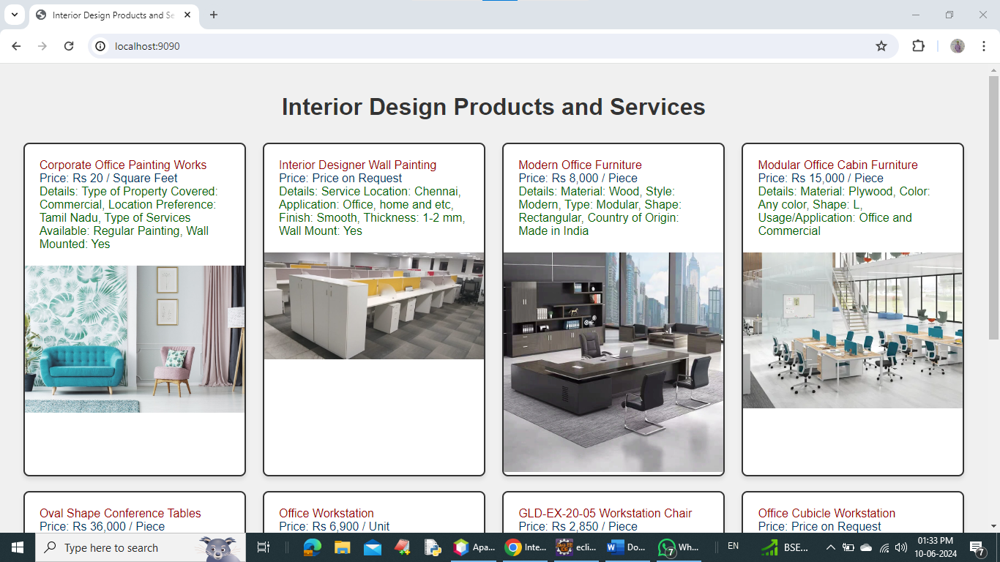 Interior Design Products and Se
localhost:9090
Interior Design Products and Services
Corporate Office Painting Works
Price: Rs 20 / Square Feet
Details: Type of Property Covered:
Commercial, Location Preference:
Tamil Nadu, Type of Services
Available: Regular Painting, Wall
Mounted: Yes
Interior Designer Wall Painting
Price: Price on Request
Details: Service Location: Chennai,
Application: Office, home and etc,
Finish: Smooth, Thickness: 1-2 mm,
Wall Mount: Yes
Modern Office Furniture
Price: Rs 8,000 / Piece
Details: Material: Wood, Style:
Modern, Type: Modular, Shape:
Rectangular, Country of Origin:
Made in India
Modular Office Cabin Furniture
Price: Rs 15,000 / Piece
Details: Material: Plywood, Color:
Any color, Shape: L,
Usage/Application: Office and
Commercial
Oval Shape Conference Tables
Price: Rs 36,000 / Piece
Office Workstation
Price: Rs 6,900 / Unit
GLD-EX-20-05 Workstation Chair
Price: Rs 2,850 / Piece
Office Cubicle Workstation
Price: Price on Request
Type here to search
Apa...
Inte...
ecli...
Do...
7
Wh...
EN
BSE...
01:33 PM
10-06-2024
7